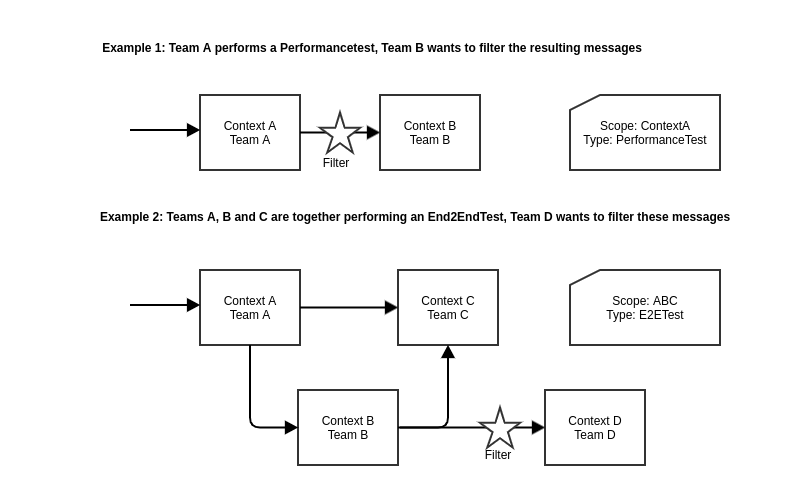 Example 1: Team A performs a Performancetest, Team B wants to filter the resulting messages
Context A
Team A
Filter
Context B
Team B
Scope: ContextA
Type: PerformanceTest
Example 2: Teams A, B and C are together performing an End2EndTest, Team D wants to filter these messages
Context A
Team A
Context C
Team C
Scope: ABC
Type: E2ETest
Context B
Team B
Filter
Context D
Team D